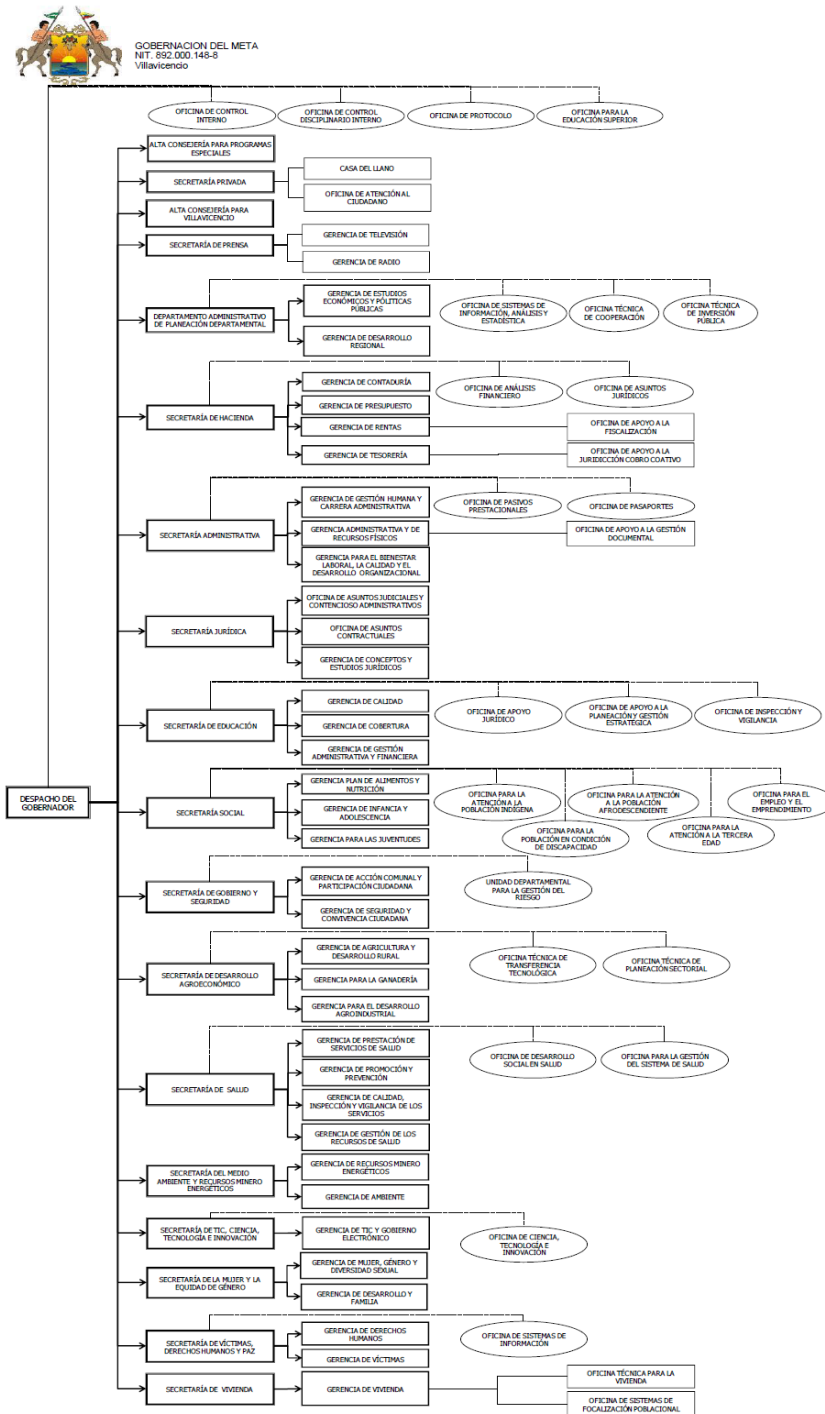 GOBERNACION DEL META
NIT. 892.000.148-8
Villavicencio
OFICINA DE CONTROL
INTERNO
OFICINA DE CONTROL
DISCIPLINARIO INTERNO
OFICINA DE PROTOCOLO
OFICINA PARA LA
EDUCACIÓN SUPERIOR
ALTA CONSEJERÍA PARA PROGRAMAS
ESPECIALES
SECRETARÍA PRIVADA
CASA DEL LLANO
OFICINA DE ATENCIÓN AL
CIUDADANO
ALTA CONSEJERÍA PARA
VILLAVICENCIO
SECRETARÍA DE PRENSA
GERENCIA DE TELEVISIÓN
GERENCIA DE RADIO
DEPARTAMENTO ADMINISTRATIVO
DE PLANEACIÓN DEPARTAMENTAL
GERENCIA DE ESTUDIOS
ECONÓMICOS Y PÓLITICAS
PÚBLICAS
GERENCIA DE DESARROLLO
REGIONAL
OFICINA DE SISTEMAS DE
INFORMACIÓN, ANÁLISIS Y
ESTADÍSTICA
OFICINA TÉCNICA
DE COOPERACIÓN
OFICINA TÉCNICA
DE INVERSIÓN
PÚBLICA
SECRETARÍA DE HACIENDA
GERENCIA DE CONTADURÍA
GERENCIA DE PRESUPUESTO
GERENCIA DE RENTAS
GERENCIA DE TESORERÍA
OFICINA DE ANÁLISIS
FINANCIERO
OFICINA DE ASUNTOS
JURÍDICOS
OFICINA DE APOYO A LA
FISCALIZACIÓN
OFICINA DE APOYO A LA
JURIDICCIÓN COBRO COATIVO
SECRETARÍA ADMINISTRATIVA
GERENCIA DE GESTIÓN HUMANA Y
CARRERA ADMINISTRATIVA
GERENCIA ADMINISTRATIVA Y DE
RECURSOS FÍSICOS
GERENCIA PARA EL BIENESTAR
LABORAL, LA CALIDAD Y EL
DESARROLLO ORGANIZACIONAL
OFICINA DE PASIVOS
PRESTACIONALES
OFICINA DE PASAPORTES
OFICINA DE APOYO A LA GESTIÓN
DOCUMENTAL
SECRETARÍA JURÍDICA
OFICINA DE ASUNTOS JUDICIALES Y
CONTENCIOSO ADMINISTRATIVOS
OFICINA DE ASUNTOS
CONTRACTUALES
GERENCIA DE CONCEPTOS Y
ESTUDIOS JURÍDICOS
SECRETARÍA DE EDUCACIÓN
GERENCIA DE CALIDAD
GERENCIA DE COBERTURA
GERENCIA DE GESTIÓN
ADMINISTRATIVA Y FINANCIERA
OFICINA DE APOYO
JURÍDICO
OFICINA DE APOYO A LA
PLANEACIÓN Y GESTIÓN
ESTRATÉGICA
OFICINA DE INSPECCIÓN Y
VIGILANCIA
DESPACHO DEL
GOBERNADOR
SECRETARÍA SOCIAL
GERENCIA PLAN DE ALIMENTOS Y
NUTRICIÓN
GERENCIA DE INFANCIA Y
ADOLESCENCIA
GERENCIA PARA LAS JUVENTUDES
OFICINA PARA LA
ATENCIÓN A LA
POBLACIÓN INDÍGENA
OFICINA PARA LA
POBLACIÓN EN CONDICIÓN
DE DISCAPACIDAD
OFICINA PARA LA ATENCIÓN
A LA POBLACIÓN
AFRODESCENDIENTE
OFICINA PARA LA
ATENCIÓN A LA TERCERA
EDAD
OFICINA PARA EL
EMPLEO Y EL
EMPRENDIMIENTO
SECRETARÍA DE GOBIERNO Y
SEGURIDAD
GERENCIA DE ACCIÓN COMUNAL Y
PARTICIPACIÓN CIUDADANA
GERENCIA DE SEGURIDAD Y
CONVIVENCIA CIUDADANA
UNIDAD DEPARTAMENTAL
PARA LA GESTIÓN DEL
RIESGO
SECRETARÍA DE DESARROLLO
AGROECONÓMICO
GERENCIA DE AGRICULTURA Y
DESARROLLO RURAL
GERENCIA PARA LA GANADERÍA
GERENCIA PARA EL DESARROLLO
AGROINDUSTRIAL
OFICINA TÉCNICA DE
TRANSFERENCIA
TECNOLÓGICA
OFICINA TÉCNICA DE
PLANEACIÓN SECTORIAL
SECRETARÍA DE SALUD
GERENCIA DE PRESTACIÓN DE
SERVICIOS DE SALUD
GERENCIA DE PROMOCIÓN Y
PREVENCIÓN
GERENCIA DE CALIDAD,
INSPECCIÓN Y VIGILANCIA DE LOS
SERVICIOS
GERENCIA DE GESTIÓN DE LOS
RECURSOS DE SALUD
OFICINA DE DESARROLLO
SOCIAL EN SALUD
OFICINA PARA LA GESTIÓN
DEL SISTEMA DE SALUD
SECRETARÍA DEL MEDIO
AMBIENTE Y RECURSOS MINERO
ENERGÉTICOS
GERENCIA DE RECURSOS MINERO
ENERGÉTICOS
GERENCIA DE AMBIENTE
SECRETARÍA DE TIC, CIENCIA,
TECNOLOGÍA E INNOVACIÓN
GERENCIA DE TIC Y GOBIERNO
ELECTRÓNICO
OFICINA DE CIENCIA,
TECNOLOGÍA E
INNOVACIÓN
SECRETARÍA DE LA MUJER Y LA
EQUIDAD DE GÉNERO
GERENCIA DE MUJER, GÉNERO Y
DIVERSIDAD SEXUAL
GERENCIA DE DESARROLLO Y
FAMILIA
SECRETARÍA DE VÍCTIMAS,
DERECHOS HUMANOS Y PAZ
GERENCIA DE DERECHOS
HUMANOS
GERENCIA DE VÍCTIMAS
OFICINA DE SISTEMAS DE
INFORMACIÓN
SECRETARÍA DE VIVIENDA
GERENCIA DE VIVIENDA
OFICINA TÉCNICA PARA LA
VIVIENDA
OFICINA DE SISTEMAS DE
FOCALIZACIÓN POBLACIONAL